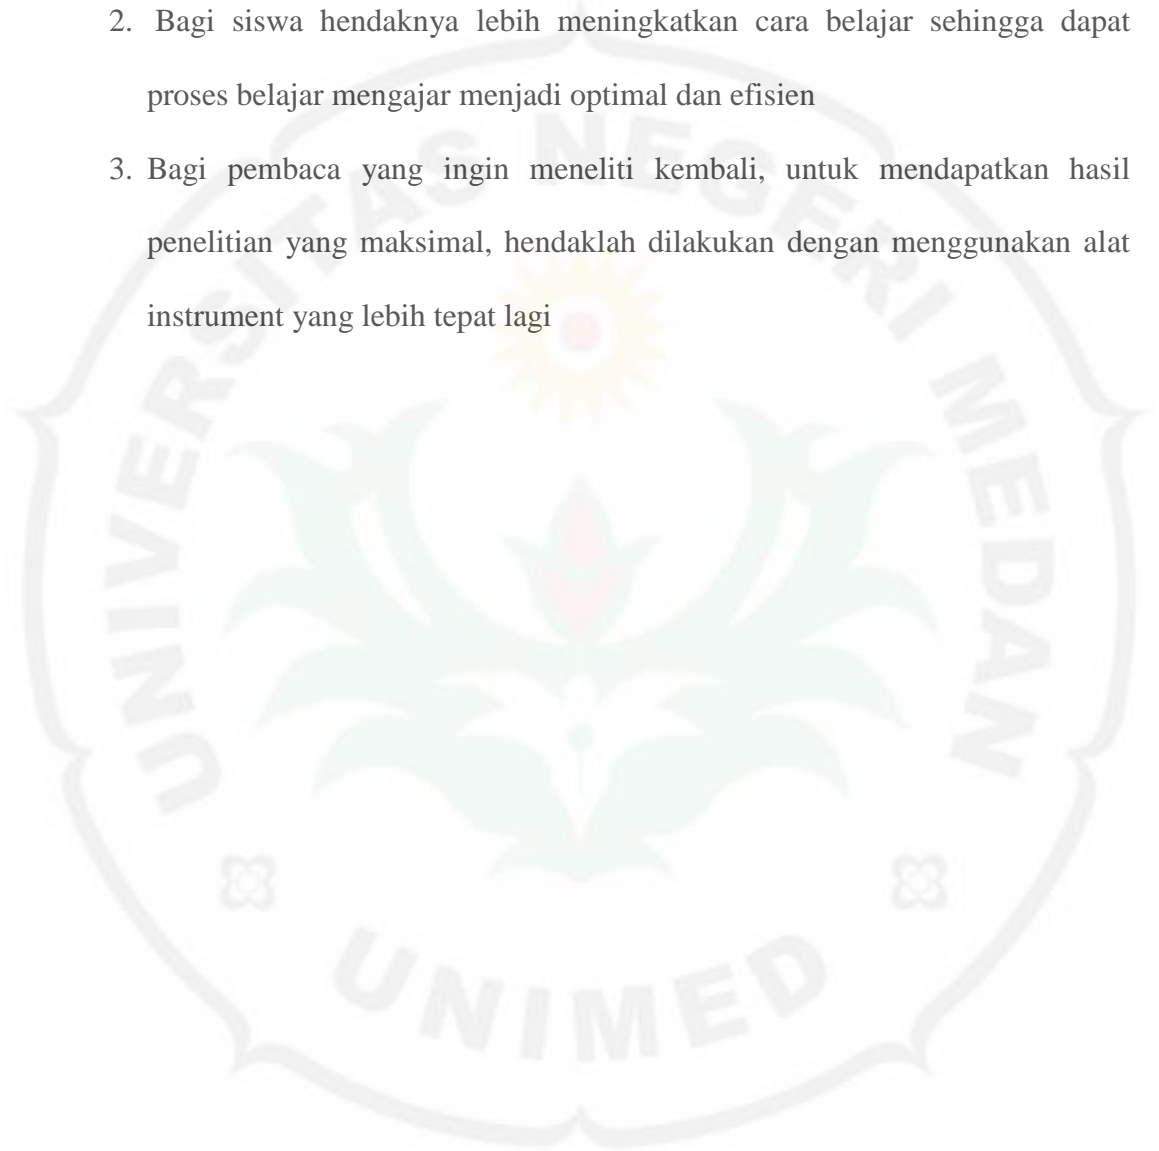 2. Bagi siswa hendaknya lebih meningkatkan cara belajar sehingga dapat
proses belajar mengajar menjadi optimal dan efisien
3. Bagi pembaca yang ingin meneliti kembali, untuk mendapatkan hasil
penelitian yang maksimal, hendaklah dilakukan dengan menggunakan alat
instrument yang lebih tepat lagi
UNIVERSITAS NEGERI MEDAN
UNIMED